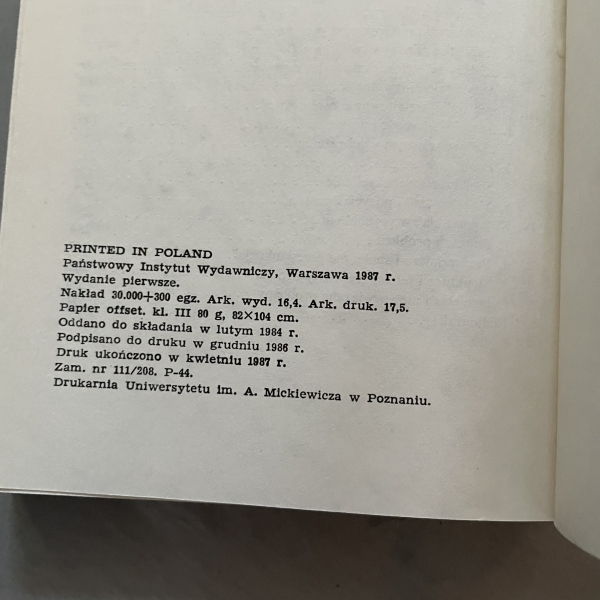 PRINTED IN POLAND
Państwowy Instytut Wydawniczy, Warszawa 1987 r.
Wydanie pierwsze.
Nakład 30.000+300 egz. Ark. wyd. 16,4. Ark. druk. 17,5.
Papier offset. kl. III 80 g, 82×104 cm.
Oddano do składania w lutym 1984 r.
Podpisano do druku w grudniu 1986 r.
Druk ukończono w kwietniu 1987 r.
Zam. nr 111/208. P-44.
Drukarnia Uniwersytetu im. A. Mickiewicza w Poznaniu.